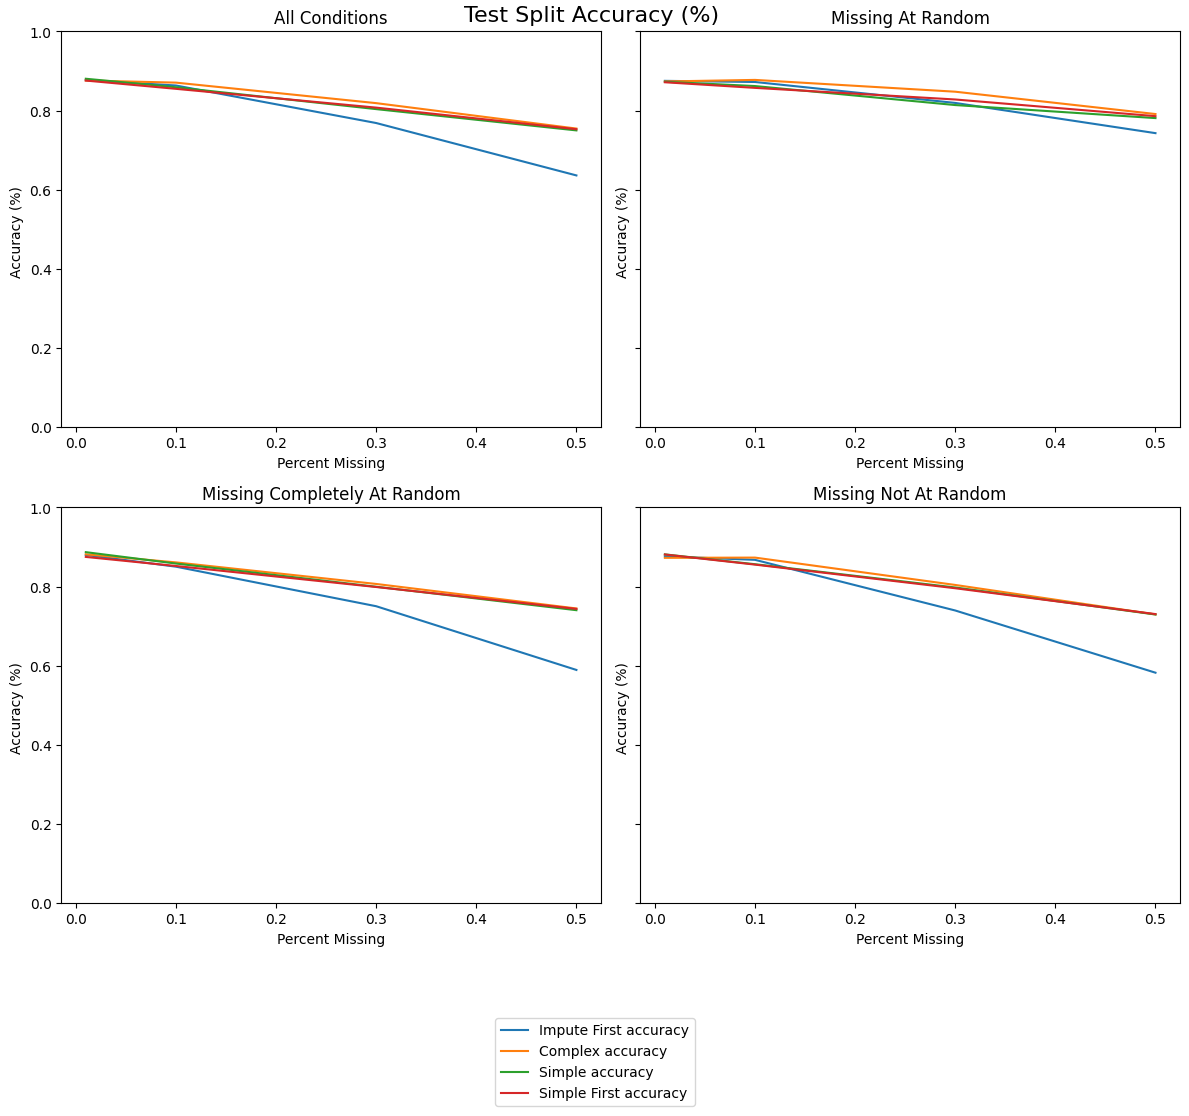 Test Split Accuracy (%)
All Conditions
Missing At Random
1.0
0.8
0.6
0.4
0.2
0.0
Accuracy (%)
Accuracy (%)
0.0 0.1 0.2 0.3 0.4 0.5
0.0 0.1 0.2 0.3 0.4 0.5
Percent Missing
Percent Missing
Missing Completely At Random
Missing Not At Random
1.0
0.8
0.6
0.4
0.2
0.0
Accuracy (%)
Accuracy (%)
0.0 0.1 0.2 0.3 0.4 0.5
0.0 0.1 0.2 0.3 0.4 0.5
Percent Missing
Percent Missing
Impute First accuracy
Complex accuracy
Simple accuracy
Simple First accuracy